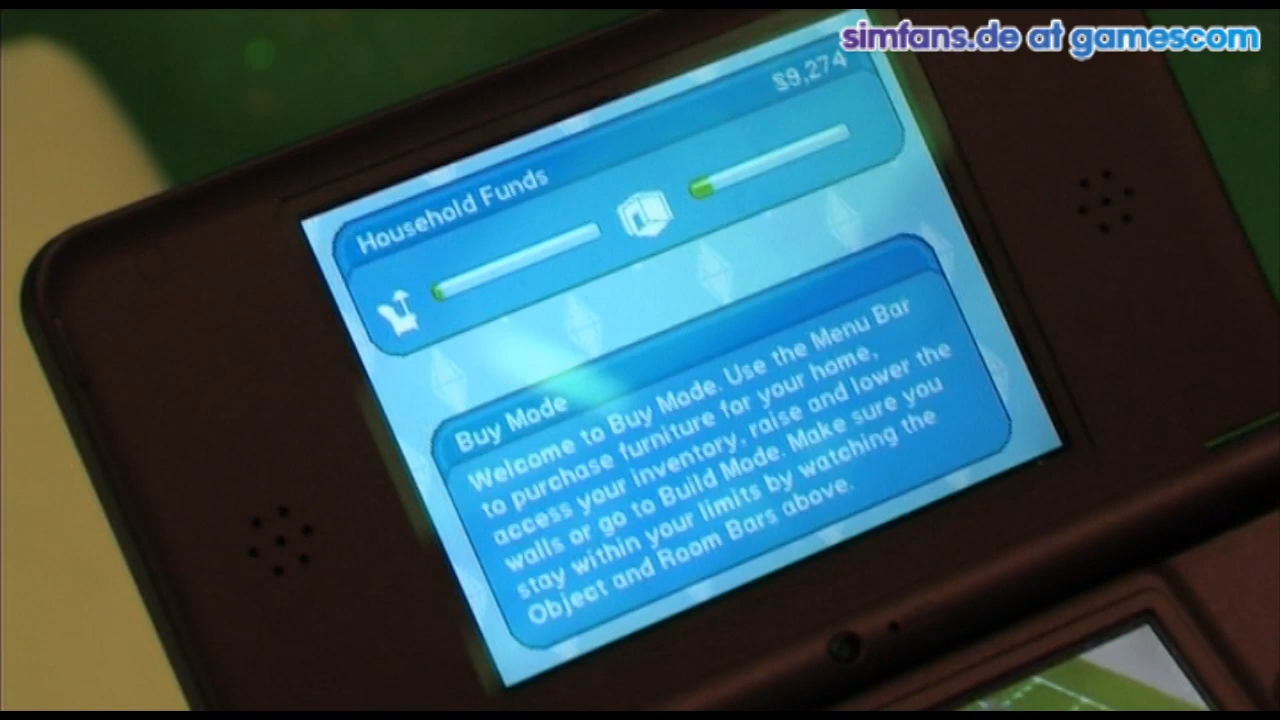 simfans.de at gamescom
§9,274
Household Funds
Buy Mode
Welcome to Buy Mode. Use the Menu Bar
to purchase furniture for your home,
access your inventory, raise and lower the
walls or go to Build Mode. Make sure you
stay within your limits by watching the
Object and Room Bars above.